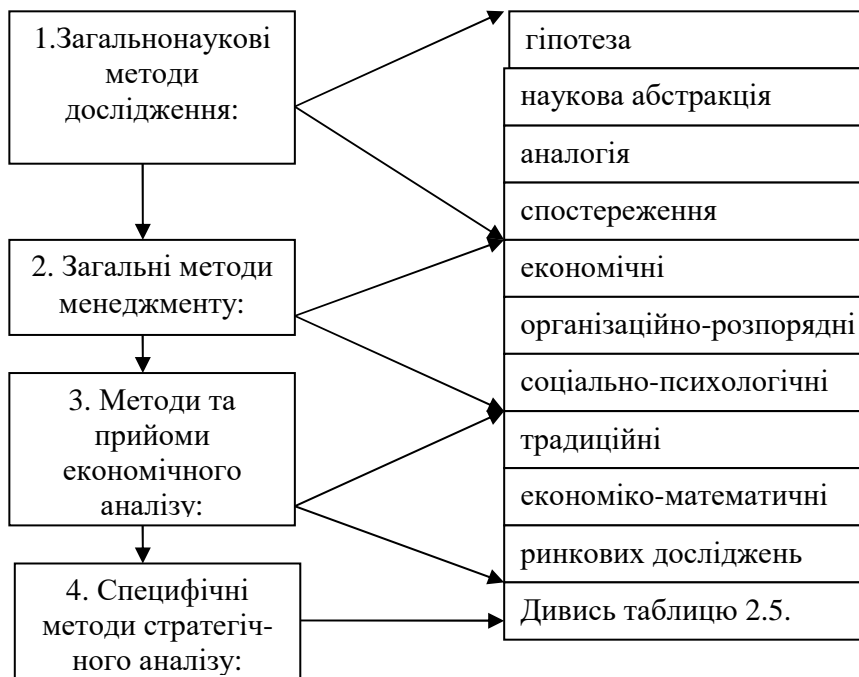 1.Загальнонаукові
методи
дослідження:
гіпотеза
наукова абстракція
аналогія
спостереження
2. Загальні методи
менеджменту:
економічні
організаційно-розпорядні
соціально-психологічні
3. Методи та
прийоми
економічного
аналізу:
традиційні
економіко-математичні
ринкових досліджень
4. Специфічні
методи стратегіч-
ного аналізу:
Дивись таблицю 2.5.